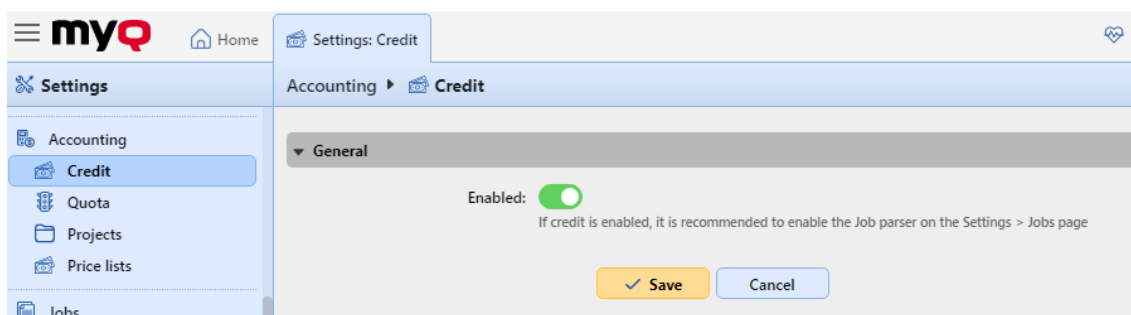 myQ
Home
Settings: Credit
Settings
Accounting
Credit
Accounting
Credit
Quota
Projects
Price lists
Jobs
General
Enabled:
If credit is enabled, it is recommended to enable the Job parser on the Settings > Jobs page
Save
Cancel